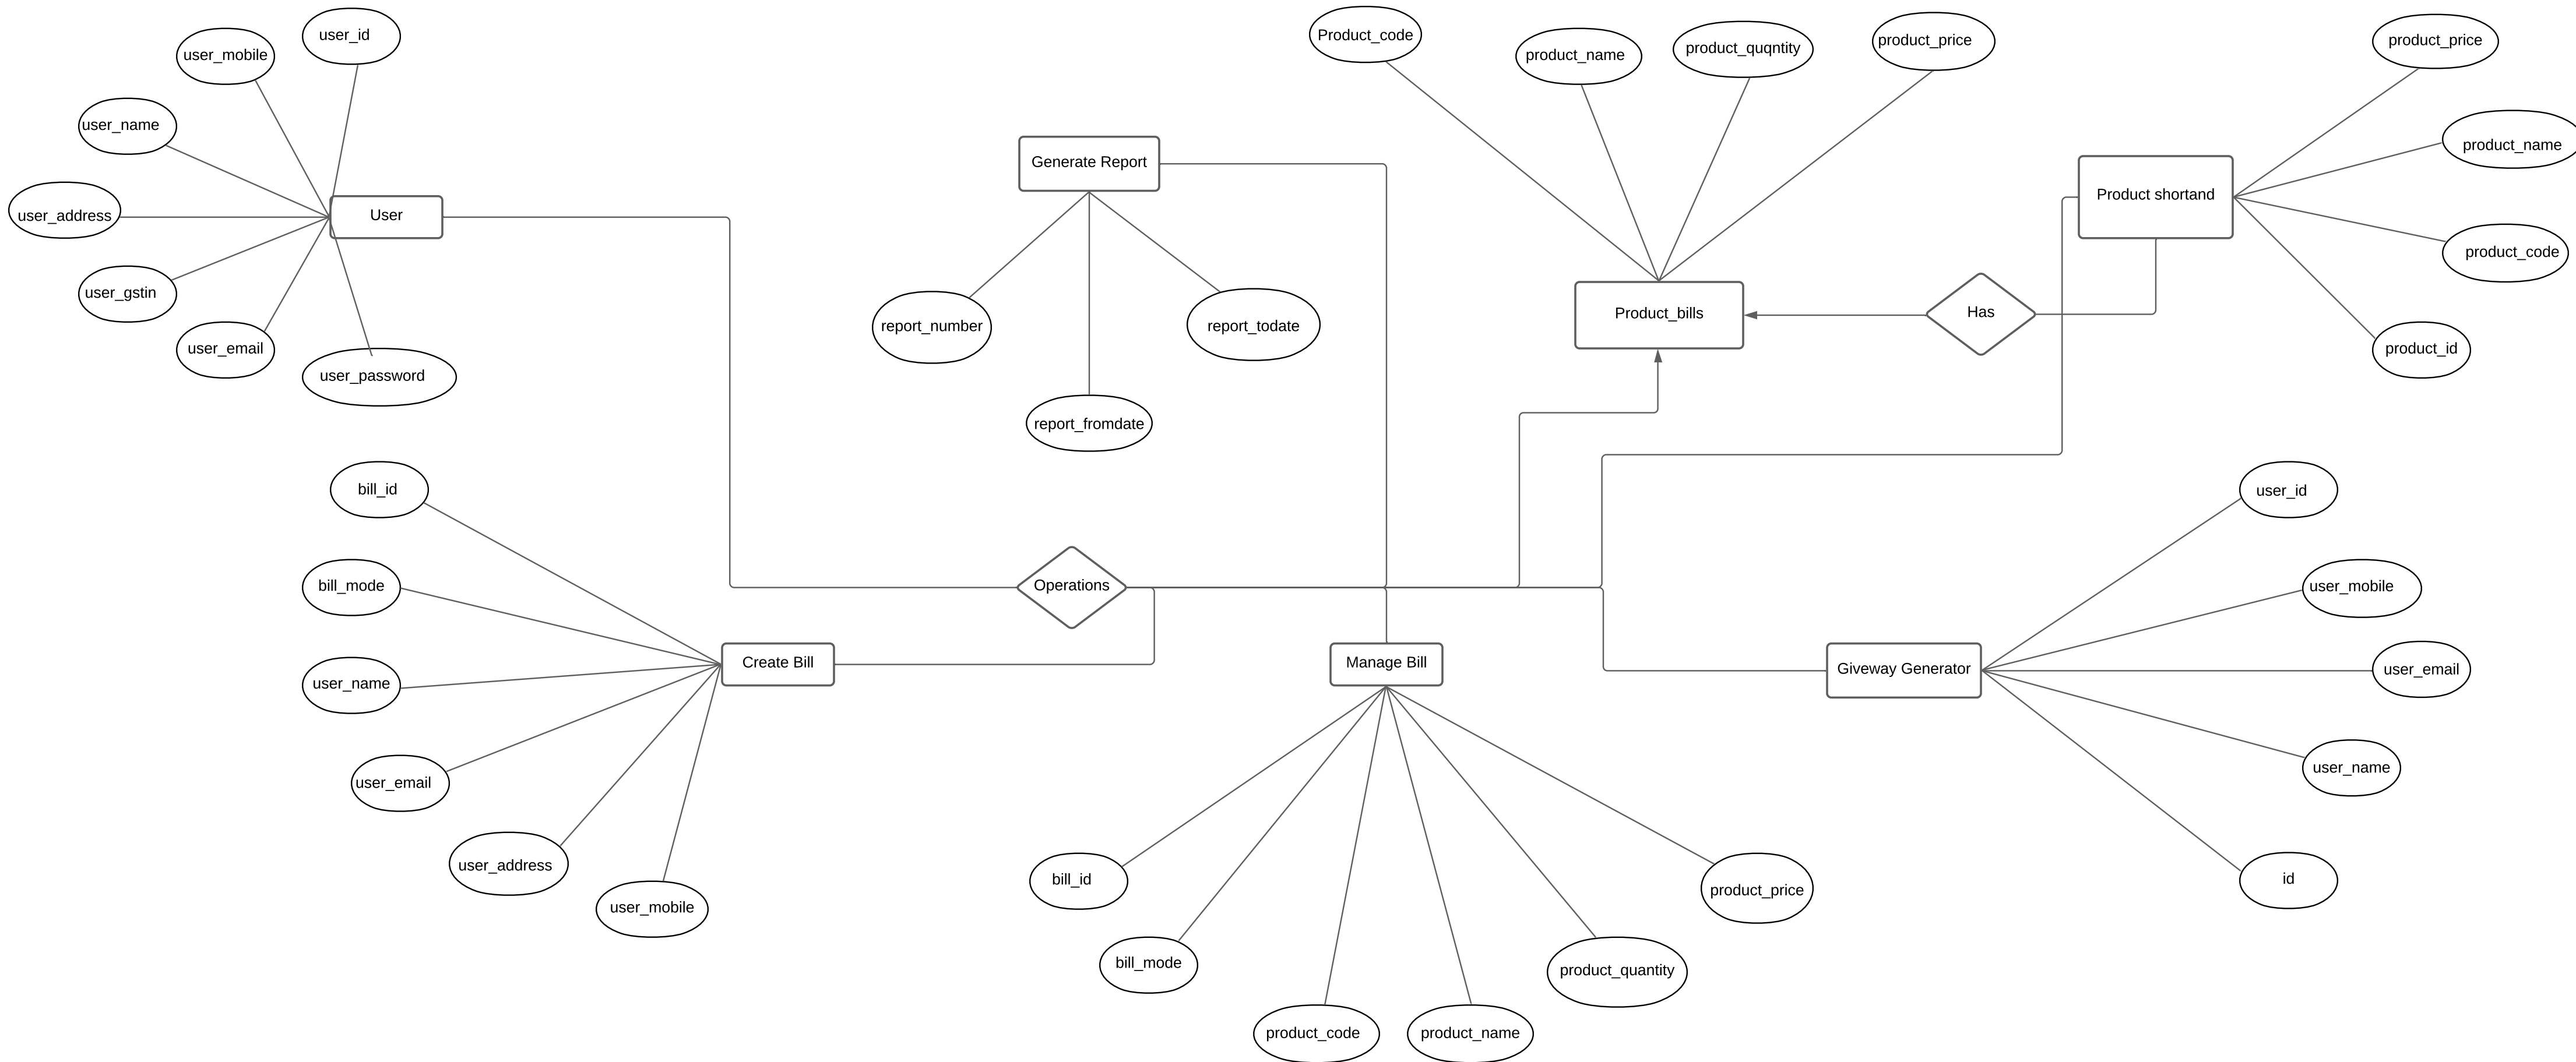 user_id
user_mobile
user_name
user_address
user_gstin
user_email
user_password
User
Generate Report
report_number
report_fromdate
report_todate
Product_code
product_name
product_quqntity
product_price
Product_bills
Has
Product shortand
product_price
product_name
product_code
product_id
Operations
bill_id
bill_mode
user_name
user_email
user_address
user_mobile
Create Bill
Manage Bill
bill_id
bill_mode
product_code
product_name
product_quantity
product_price
Giveway Generator
user_id
user_mobile
user_email
user_name
id